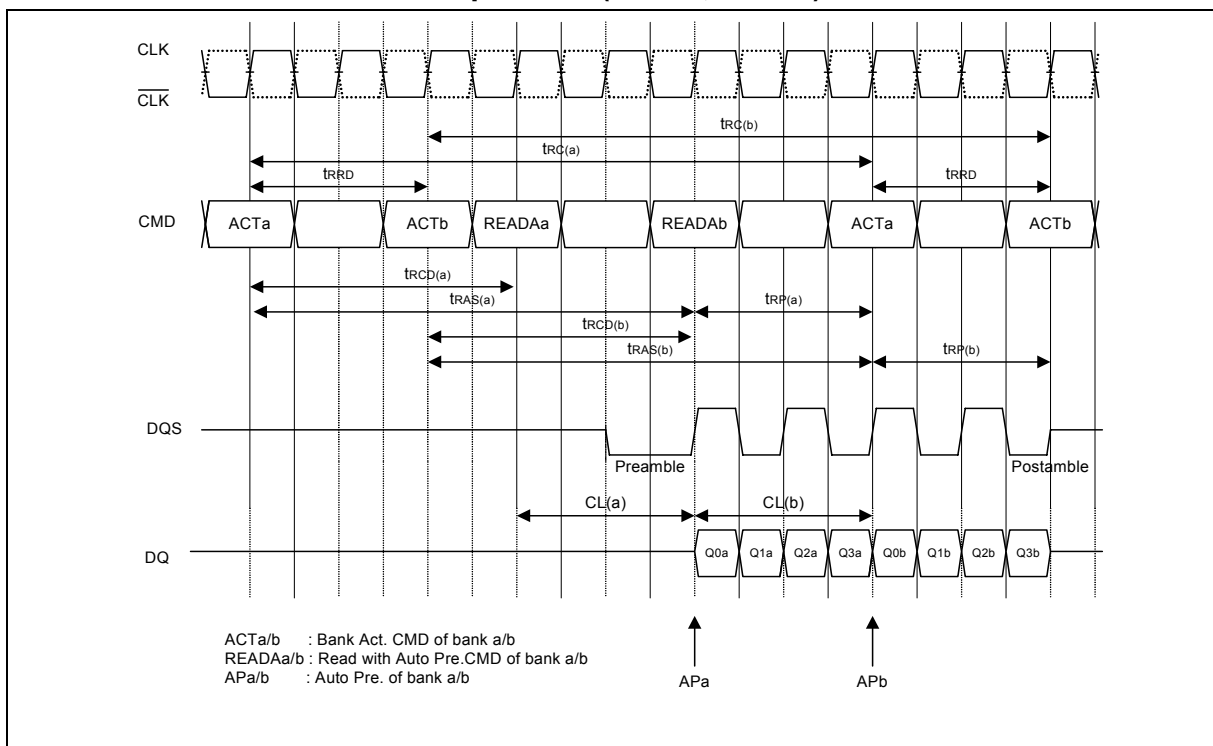 CLK
CLK
tRC(b)
tRC(a)
tRRD tRRD
CMD ACTa ACTb READAa READAb ACTa ACTb
tRCD(a)
tRAS(a) tRP(a)
tRCD(b)
tRAS(b) tRP(b)
DQS
Preamble Postamble
CL(a) CL(b)
DQ Q0a Q1a Q2a Q3a Q0b Q1b Q2b Q3b
ACTa/b : Bank Act. CMD of bank a/b
READAa/b : Read with Auto Pre.CMD of bank a/b
APa/b : Auto Pre. of bank a/b
APa APb